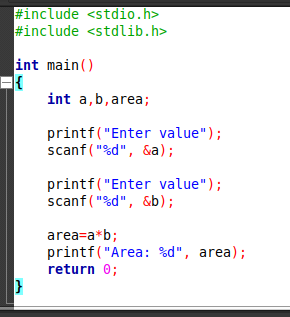 #include <stdio.h>
#include <stdlib.h>
int main()
{
int a,b,area;
printf("Enter value");
scanf("%d", &a);
printf("Enter value");
scanf("%d", &b);
area=a*b;
printf("Area: %d", area);
return 0;
}